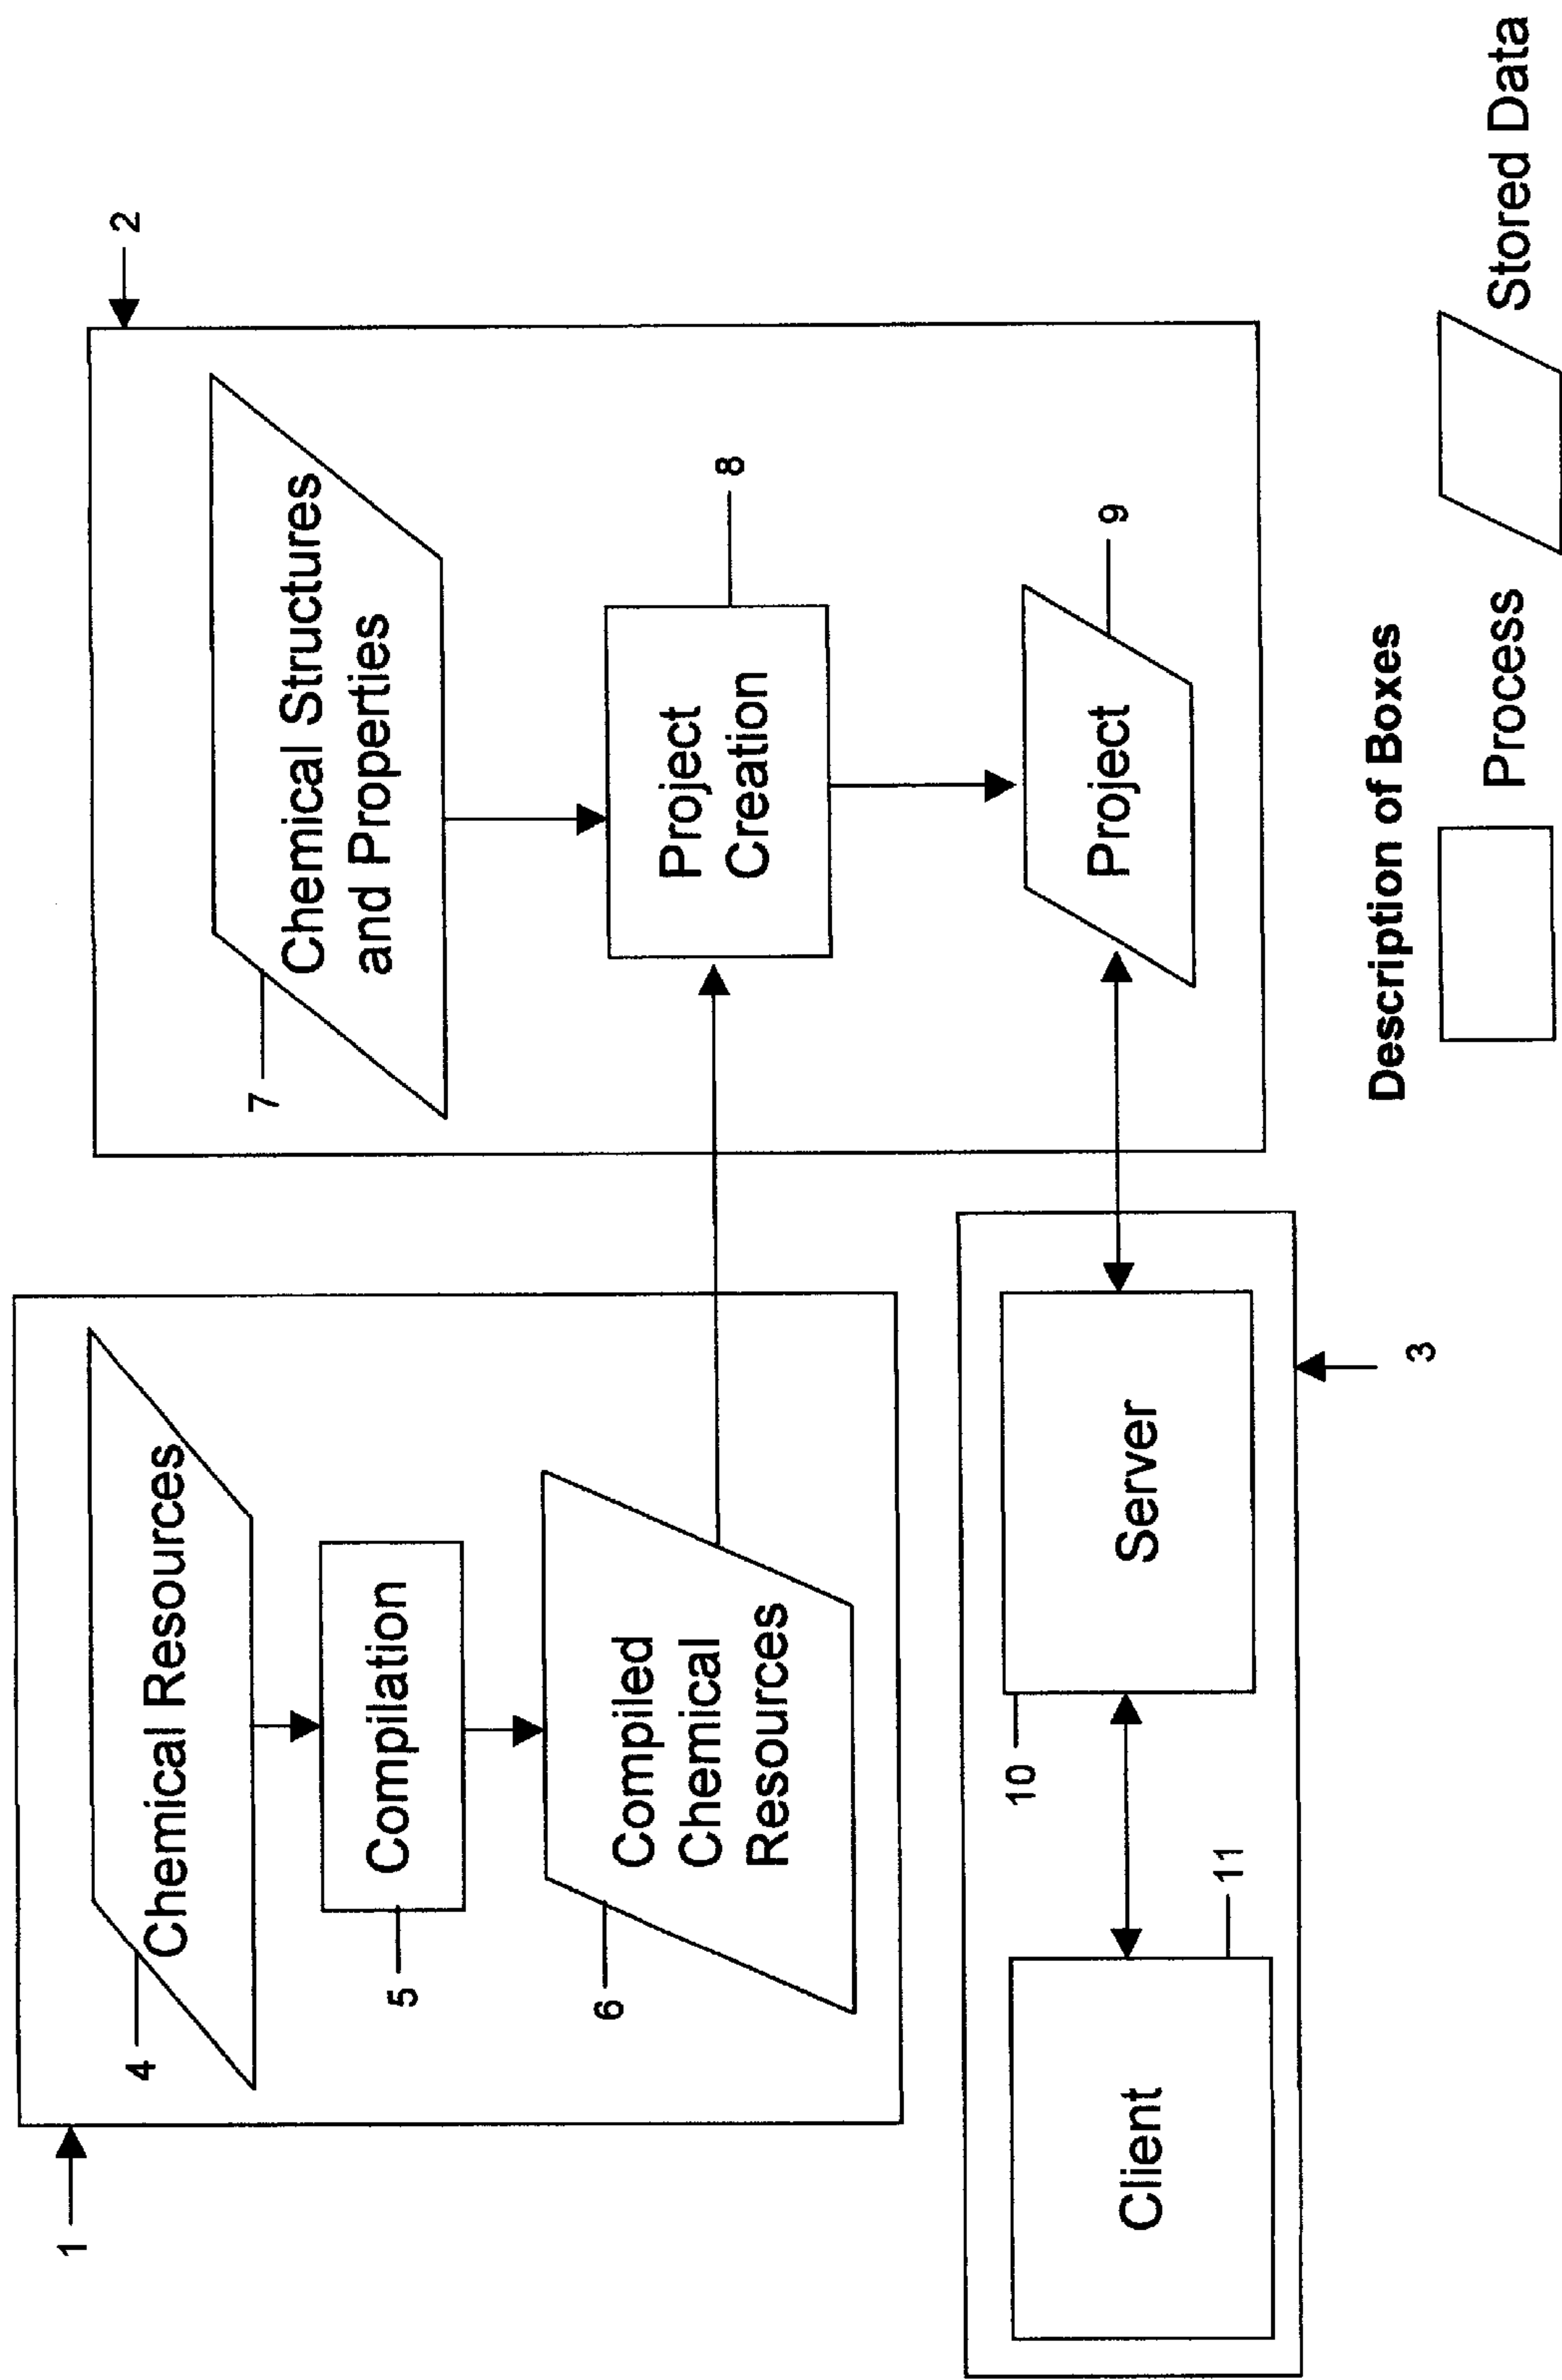 1
4
Chemical Resources
5
Compilation
6
Compiled
Chemical
Resources
2
7
Chemical Structures
and Properties
Project
Creation
8
Project
9
10
Server
11
Client
3
Description of Boxes
Process
Stored Data